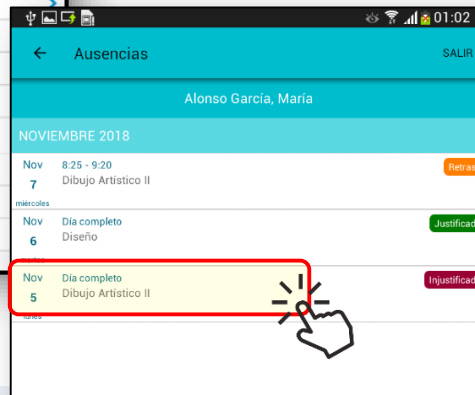 01:02
Ausencias
SALIR
Alonso García, María
NOVIEMBRE 2018
Nov 8:25 - 9:20
7 Dibujo Artístico II
Retras
miércoles
Nov Día completo
6 Diseño
Justificad
martes
Nov Día completo
5 Dibujo Artístico II
Injustificad
lunes